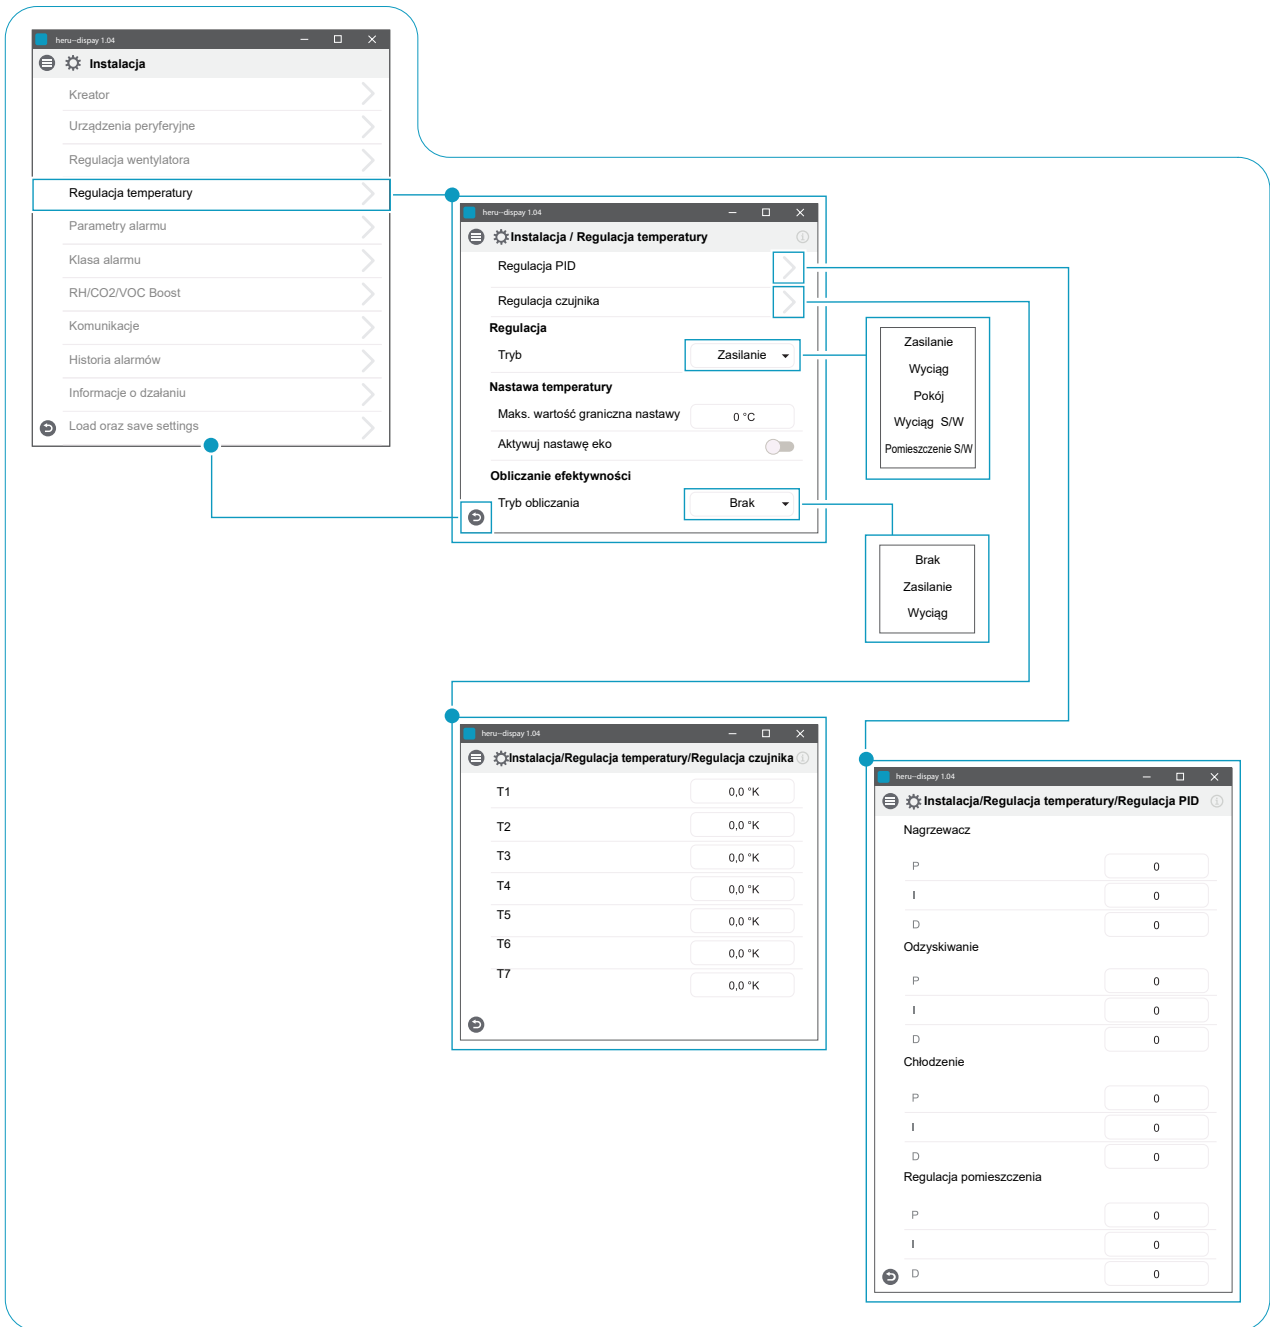 heru–dispay 1.04
Instalacja
Kreator
Urządzenia peryferyjne
Regulacja wentylatora
Regulacja temperatury
Parametry alarmu
Klasa alarmu
RH/CO2/VOC Boost
Komunikacje
Historia alarmów
Informacje o dzałaniu
Load oraz save settings
heru–dispay 1.04
Instalacja / Regulacja temperatury
Regulacja PID
Regulacja czujnika
Regulacja
Tryb Zasilanie
Nastawa temperatury
Maks. wartość graniczna nastawy 0 °C
Aktywuj nastawę eko
Obliczanie efektywności
Tryb obliczania Brak
Zasilanie
Wyciąg
Pokój
Wyciąg S/W
Pomieszczenie S/W
Brak
Zasilanie
Wyciąg
heru–dispay 1.04
Instalacja/Regulacja temperatury/Regulacja czujnika
T1 0,0 °K
T2 0,0 °K
T3 0,0 °K
T4 0,0 °K
T5 0,0 °K
T6 0,0 °K
T7 0,0 °K
heru–dispay 1.04
Instalacja/Regulacja temperatury/Regulacja PID
Nagrzewacz
P 0
I 0
D 0
Odzyskiwanie
P 0
I 0
D 0
Chłodzenie
P 0
I 0
D 0
Regulacja pomieszczenia
P 0
I 0
D 0